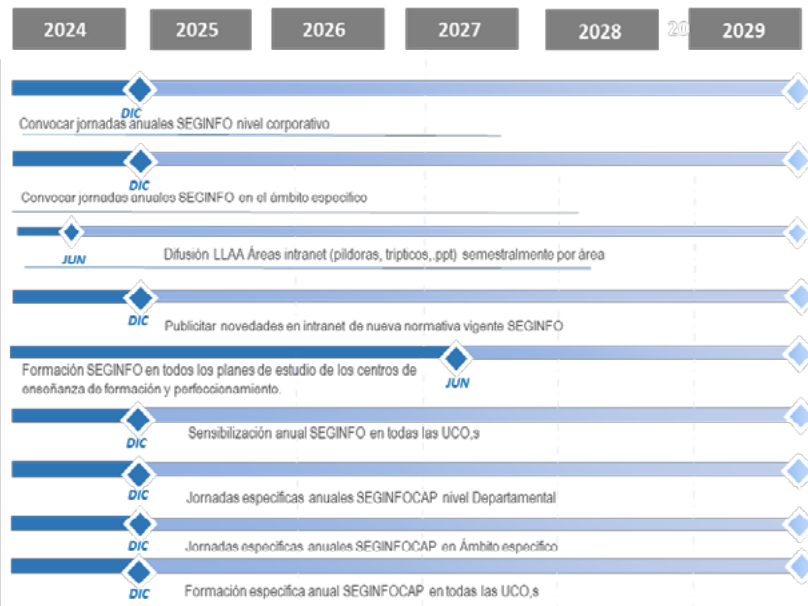 2024 2025 2026 2027 2028 20 2029
DIC
Convocar jornadas anuales SEGINFO nivel corporativo
DIC
Convocar jornadas anuales SEGINFO en el ámbito específico
JUN
Difusión LLAA Áreas intranet (píldoras, trípticos,.ppt) semestralmente por área
DIC
Publicitar novedades en intranet de nueva normativa vigente SEGINFO
Formación SEGINFO en todos los planes de estudio de los centros de
enseñanza de formación y perfeccionamiento.
JUN
DIC
Sensibilización anual SEGINFO en todas las UCO,s
DIC
Jornadas específicas anuales SEGINFOCAP nivel Departamental
DIC
Jornadas específicas anuales SEGINFOCAP en Ámbito específico
DIC
Formación específica anual SEGINFOCAP en todas las UCO,s